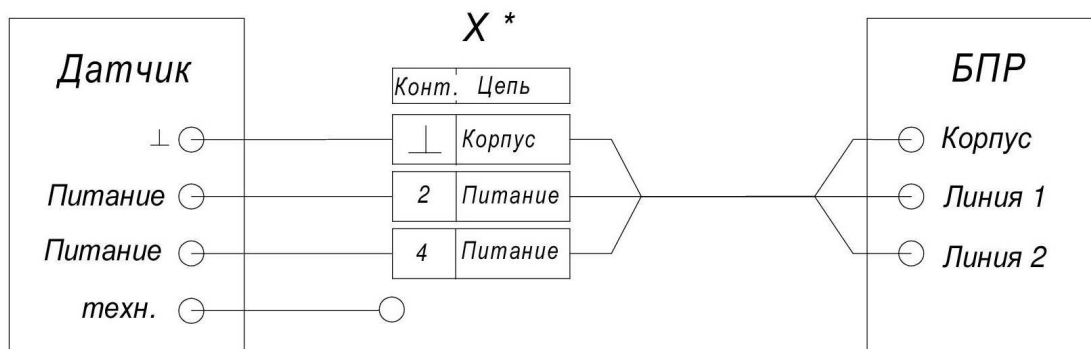 X *
Датчик
БПР
Конт. Цепь
⊥ ⊥ Корпус Корпус
Питание 2 Питание Линия 1
Питание 4 Питание Линия 2
техн.